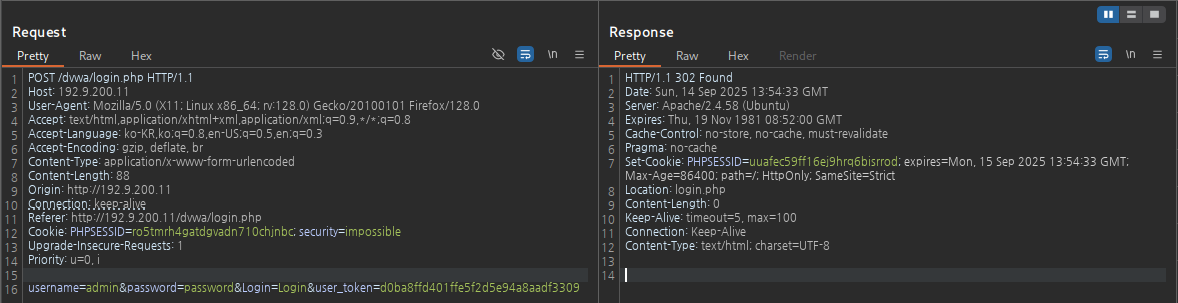 Request
Pretty Raw Hex \n
1 POST /dvwa/login.php HTTP/1.1
2 Host: 192.9.200.11
3 User-Agent: Mozilla/5.0 (X11; Linux x86_64; rv:128.0) Gecko/20100101 Firefox/128.0
4 Accept: text/html,application/xhtml+xml,application/xml;q=0.9,*/*;q=0.8
5 Accept-Language: ko-KR,ko;q=0.8,en-US;q=0.5,en;q=0.3
6 Accept-Encoding: gzip, deflate, br
7 Content-Type: application/x-www-form-urlencoded
8 Content-Length: 88
9 Origin: http://192.9.200.11
10 Connection: keep-alive
11 Referer: http://192.9.200.11/dvwa/login.php
12 Cookie: PHPSESSID=ro5tmrh4gatdgvadn710chjnbc; security=impossible
13 Upgrade-Insecure-Requests: 1
14 Priority: u=0, i
15
16 username=admin&password=password&Login=Login&user_token=d0ba8ffd401ffe5f2d5e94a8aadf3309
Response
Pretty Raw Hex Render \n
1 HTTP/1.1 302 Found
2 Date: Sun, 14 Sep 2025 13:54:33 GMT
3 Server: Apache/2.4.58 (Ubuntu)
4 Expires: Thu, 19 Nov 1981 08:52:00 GMT
5 Cache-Control: no-store, no-cache, must-revalidate
6 Pragma: no-cache
7 Set-Cookie: PHPSESSID=uuafec59ff16ej9hrq6bisrrod; expires=Mon, 15 Sep 2025 13:54:33 GMT;
Max-Age=86400; path=/; HttpOnly; SameSite=Strict
8 Location: login.php
9 Content-Length: 0
10 Keep-Alive: timeout=5, max=100
11 Connection: Keep-Alive
12 Content-Type: text/html; charset=UTF-8
13
14